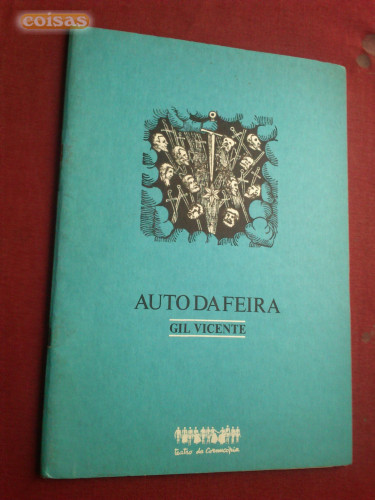 coisas
AUTO DA FEIRA
GIL VICENTE
teatro da Cornucópia